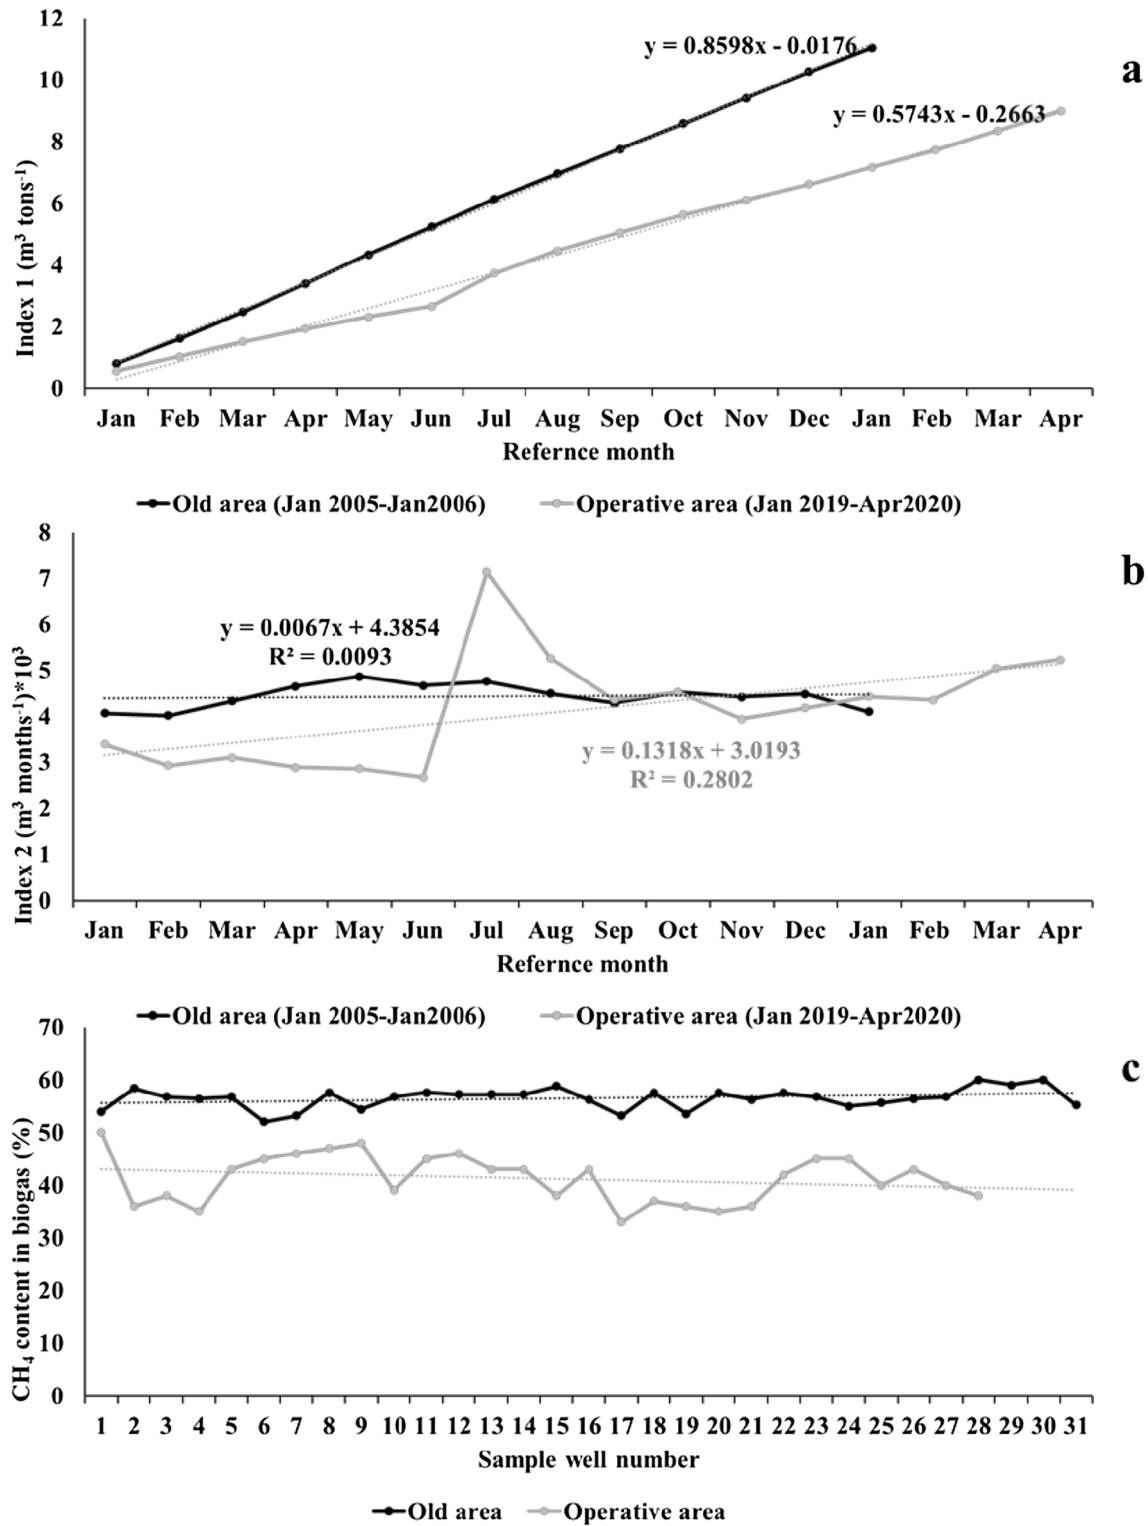 12
y = 0.8598x - 0.0176
a
10
y = 0.5743x - 0.2663
8
6
4
2
0
Index 1 (m³ tons⁻¹)
Jan Feb Mar Apr May Jun Jul Aug Sep Oct Nov Dec Jan Feb Mar Apr
Refernce month
Old area (Jan 2005-Jan2006) Operative area (Jan 2019-Apr2020)
8
b
7
6
y = 0.0067x + 4.3854
R² = 0.0093
5
4
y = 0.1318x + 3.0193
R² = 0.2802
3
2
1
0
Index 2 (m³ months⁻¹)*10³
Jan Feb Mar Apr May Jun Jul Aug Sep Oct Nov Dec Jan Feb Mar Apr
Refernce month
Old area (Jan 2005-Jan2006) Operative area (Jan 2019-Apr2020)
70
c
60
50
40
30
20
10
0
CH₄ content in biogas (%)
1 2 3 4 5 6 7 8 9 10 11 12 13 14 15 16 17 18 19 20 21 22 23 24 25 26 27 28 29 30 31
Sample well number
Old area Operative area